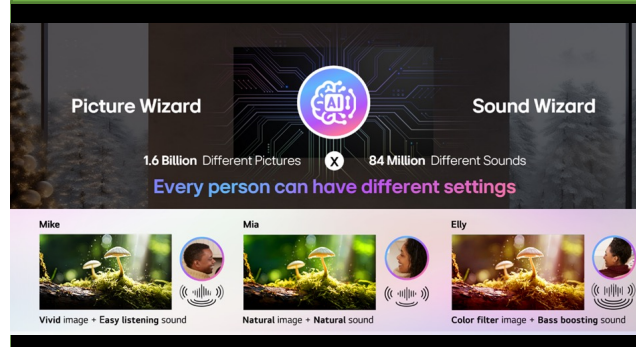 Picture Wizard
AI
Sound Wizard
1.6 Billion Different Pictures X 84 Million Different Sounds
Every person can have different settings
Mike
Mia
Elly
Vivid image + Easy listening sound
Natural image + Natural sound
Color filter image + Bass boosting sound